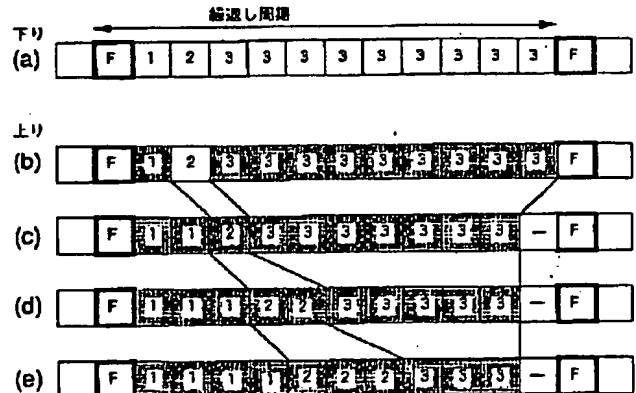 繰返し周期
下り
(a) F 1 2 3 3 3 3 3 3 3 3 3 F
上り
(b) F 1 2 3 3 3 3 3 3 3 3 3 F
(c) F 1 1 2 3 3 3 3 3 3 3 — F
(d) F 1 1 1 2 2 3 3 3 3 3 — F
(e) F 1 1 1 1 2 2 2 3 3 3 — F